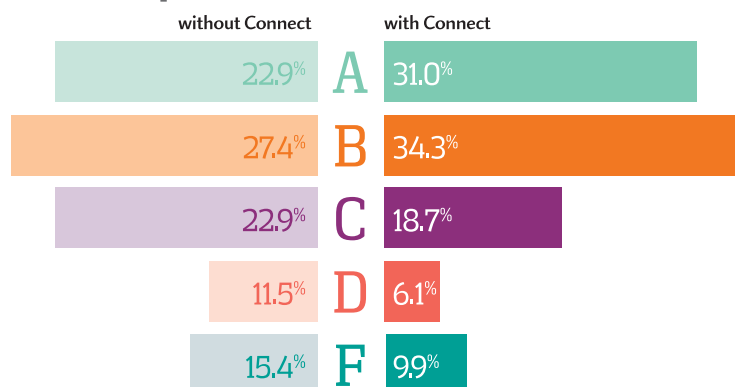 without Connect with Connect
22.9% A 31.0%
27.4% B 34.3%
22.9% C 18.7%
11.5% D 6.1%
15.4% F 9.9%